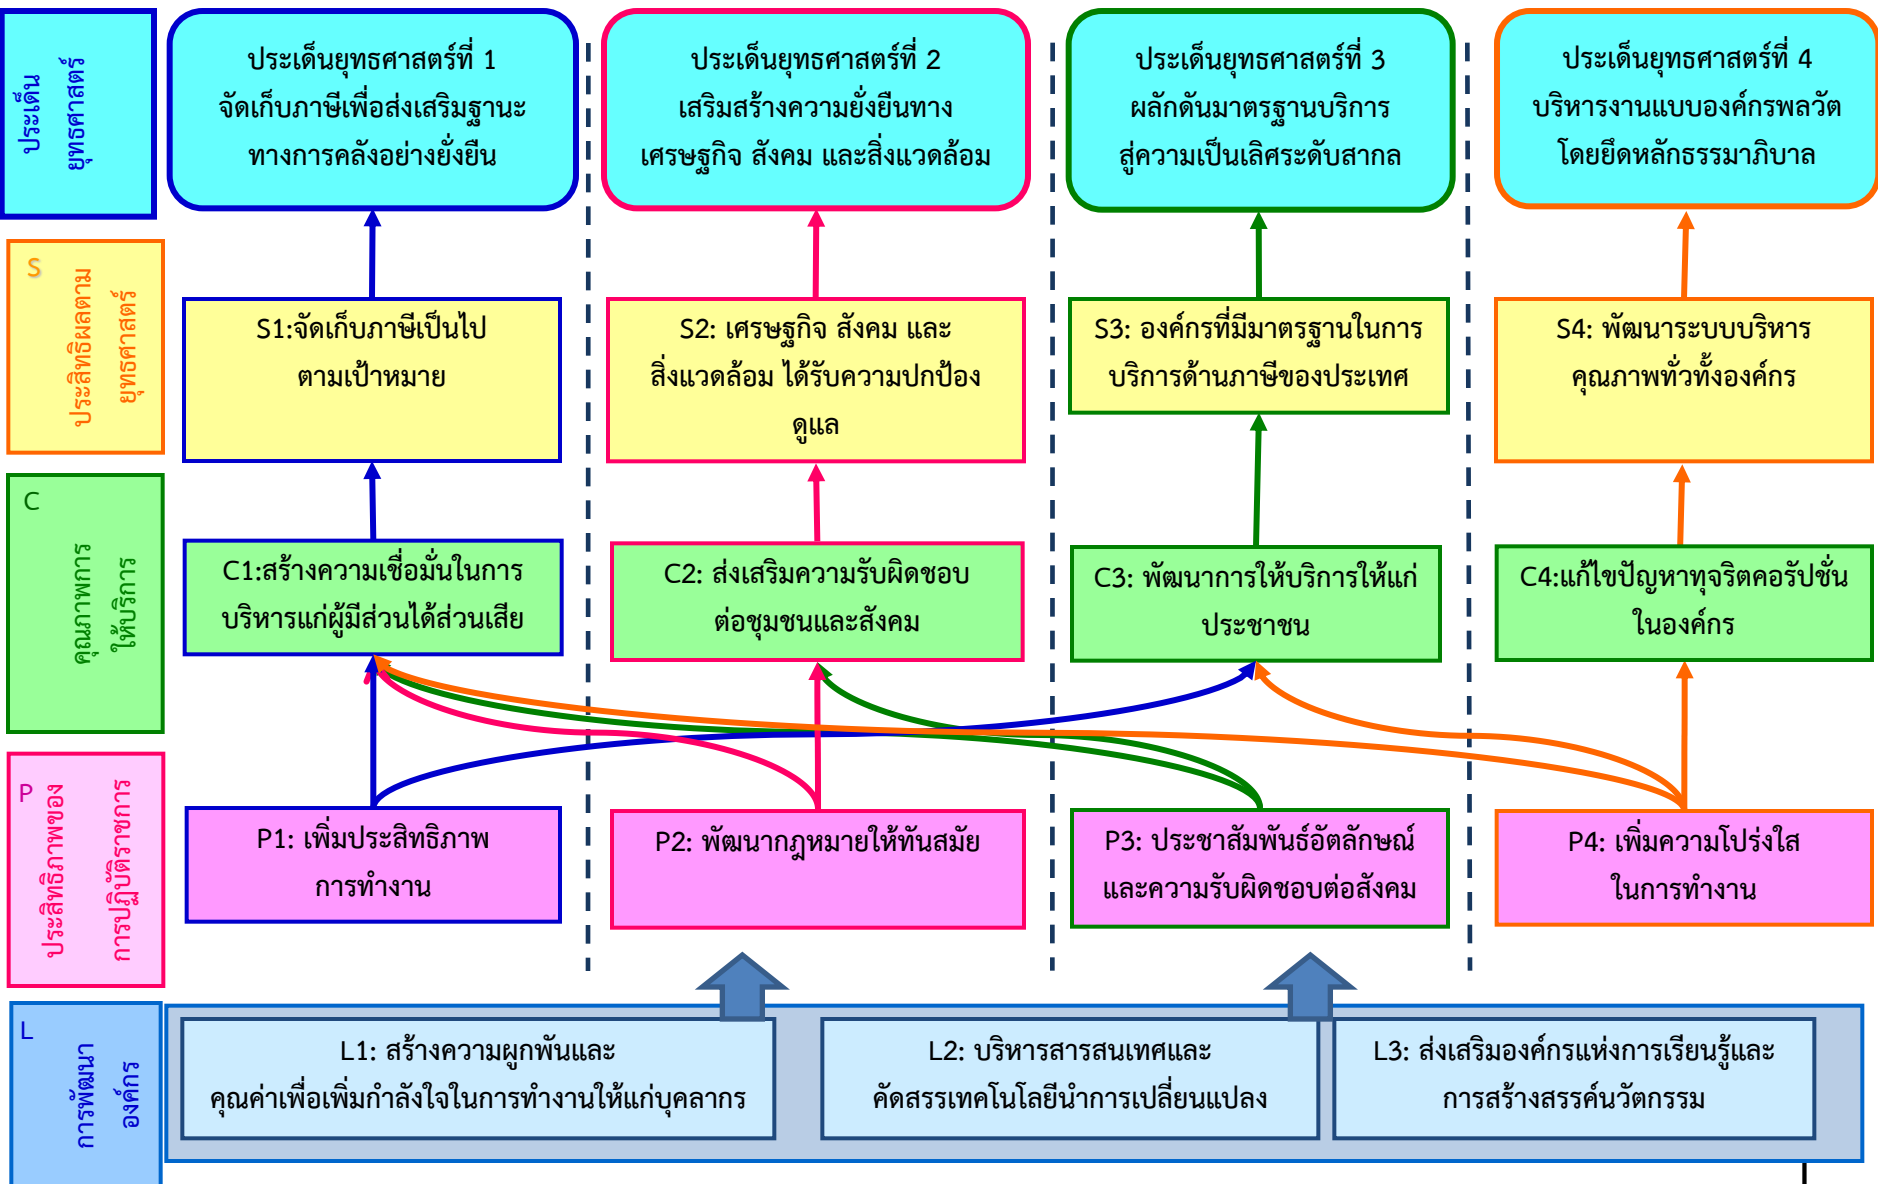 ประเด็น
ยุทธศาสตร์
ประเด็นยุทธศาสตร์ที่ 1
จัดเก็บภาษีเพื่อส่งเสริมฐานะ
ทางการคลังอย่างยั่งยืน
ประเด็นยุทธศาสตร์ที่ 2
เสริมสร้างความยั่งยืนทาง
เศรษฐกิจ สังคม และสิ่งแวดล้อม
ประเด็นยุทธศาสตร์ที่ 3
ผลักดันมาตรฐานบริการ
สู่ความเป็นเลิศระดับสากล
ประเด็นยุทธศาสตร์ที่ 4
บริหารงานแบบองค์กรพลวัต
โดยยึดหลักธรรมาภิบาล
S
ประสิทธิผลตาม
ยุทธศาสตร์
S1:จัดเก็บภาษีเป็นไป
ตามเป้าหมาย
S2: เศรษฐกิจ สังคม และ
สิ่งแวดล้อม ได้รับความปกป้อง
ดูแล
S3: องค์กรที่มีมาตรฐานในการ
บริการด้านภาษีของประเทศ
S4: พัฒนาระบบบริหาร
คุณภาพทั่วทั้งองค์กร
C
คุณภาพการ
ให้บริการ
C1:สร้างความเชื่อมั่นในการ
บริหารแก่ผู้มีส่วนได้ส่วนเสีย
C2: ส่งเสริมความรับผิดชอบ
ต่อชุมชนและสังคม
C3: พัฒนาการให้บริการให้แก่
ประชาชน
C4:แก้ไขปัญหาทุจริตคอรัปชั่น
ในองค์กร
P
ประสิทธิภาพของ
การปฏิบัติราชการ
P1: เพิ่มประสิทธิภาพ
การทำงาน
P2: พัฒนากฎหมายให้ทันสมัย
P3: ประชาสัมพันธ์อัตลักษณ์
และความรับผิดชอบต่อสังคม
P4: เพิ่มความโปร่งใส
ในการทำงาน
L
การพัฒนา
องค์กร
L1: สร้างความผูกพันและ
คุณค่าเพื่อเพิ่มกำลังใจในการทำงานให้แก่บุคลากร
L2: บริหารสารสนเทศและ
คัดสรรเทคโนโลยีนำการเปลี่ยนแปลง
L3: ส่งเสริมองค์กรแห่งการเรียนรู้และ
การสร้างสรรค์นวัตกรรม